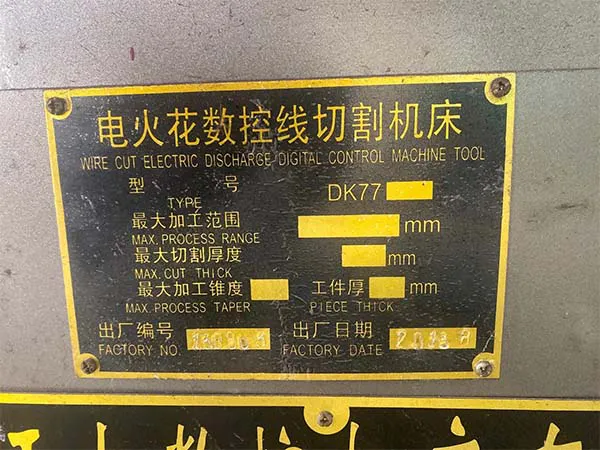 电火花数控线切割机床
WIRE CUT ELECTRIC DISCHARGE DIGITAL CONTROL MACHINE TOOL
型 号 DK77
TYPE
最大加工范围 mm
MAX. PROCESS RANGE
最大切割厚度 mm
MAX. CUT THICK
最大加工锥度 工件厚 mm
MAX. PROCESS TAPER PIECE THICK
出厂编号 出厂日期
FACTORY NO. FACTORY DATE